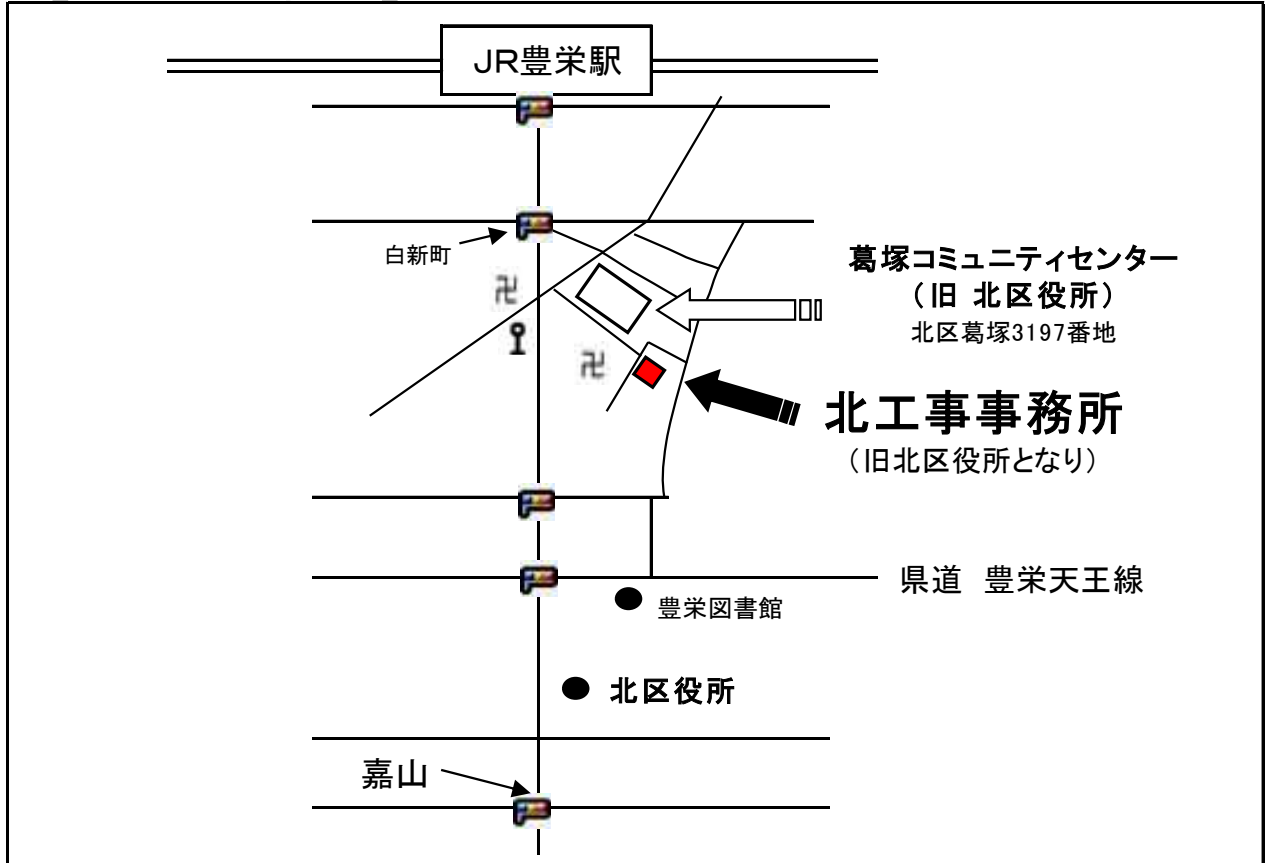 JR豊栄駅
白新町
卍
葛塚コミュニティセンター
（旧 北区役所）
北区葛塚3197番地
卍
北工事事務所
（旧北区役所となり）
県道　豊栄天王線
豊栄図書館
北区役所
嘉山